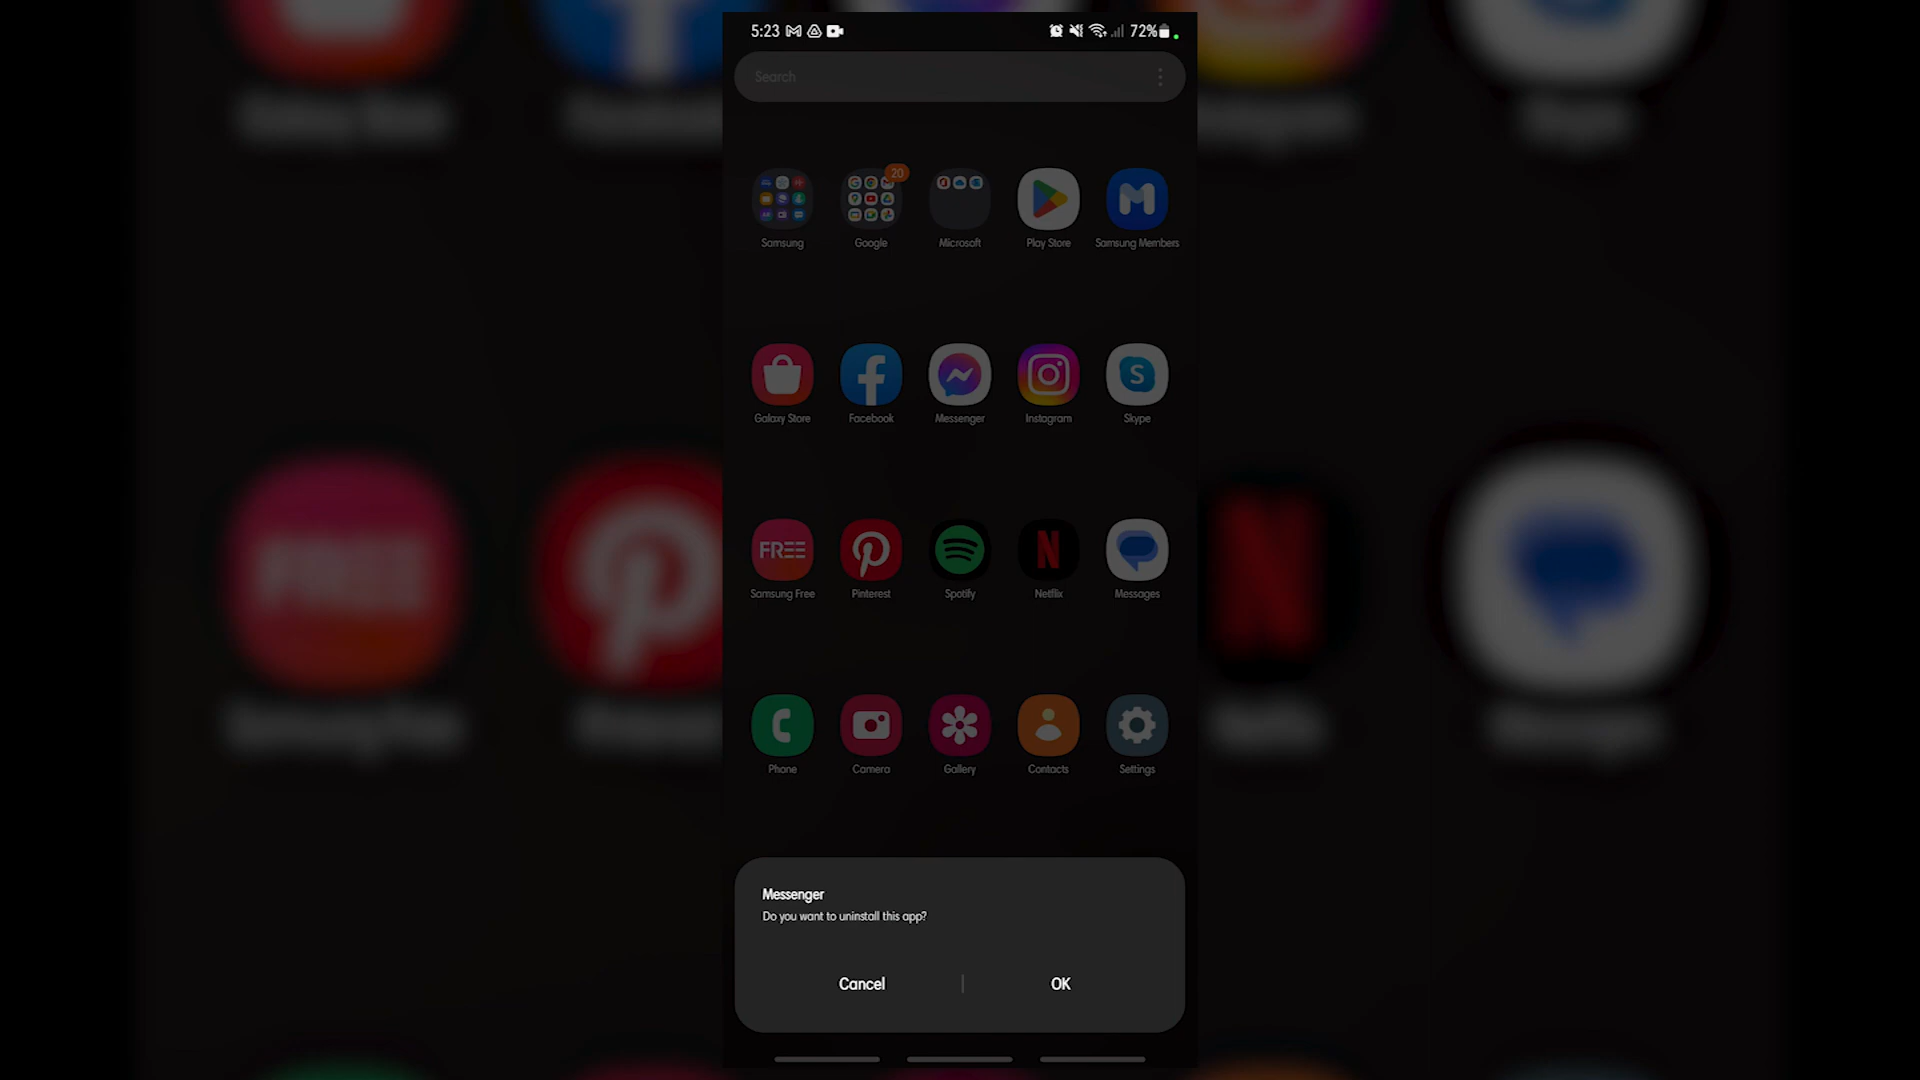 5:23
72%
Search
20
Samsung
Google
Microsoft
Play Store
Samsung Members
Galaxy Store
Facebook
Messenger
Instagram
Skype
FREE
Samsung Free
Pinterest
Spotify
Netflix
Messages
Phone
Camera
Gallery
Contacts
Settings
Messenger
Do you want to uninstall this app?
Cancel
OK